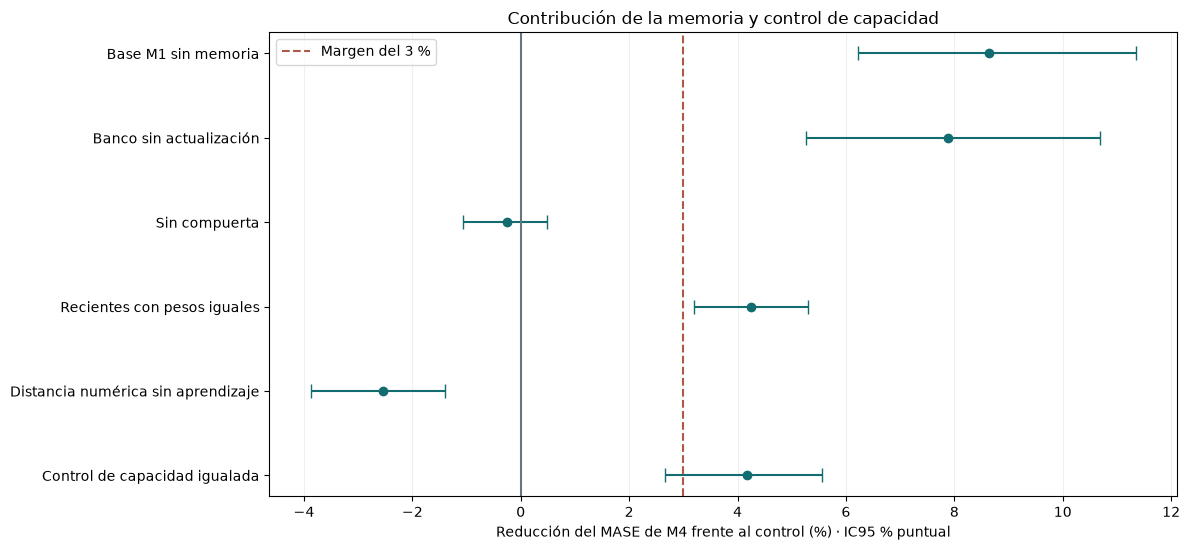 Contribución de la memoria y control de capacidad
Margen del 3 %
Base M1 sin memoria
Banco sin actualización
Sin compuerta
Recientes con pesos iguales
Distancia numérica sin aprendizaje
Control de capacidad igualada
−4 −2 0 2 4 6 8 10 12
Reducción del MASE de M4 frente al control (%) · IC95 % puntual